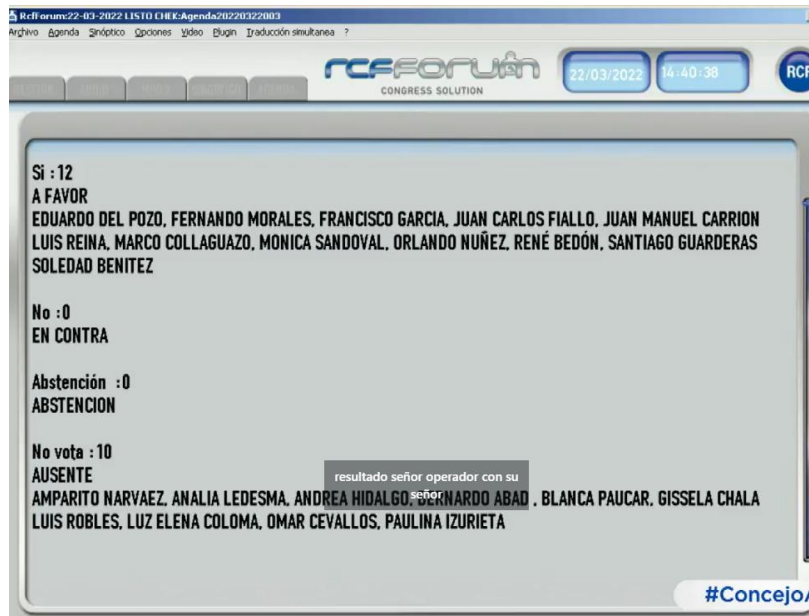 RcfForum:22-03-2022 LISTO CHEK:Agenda20220322003
Archivo Agenda Sinóptico Opciones Video Plugin Traducción simultanea ?
RCFFORUM
CONGRESS SOLUTION
22/03/2022
14:40:38
RCF
Si :12
A FAVOR
EDUARDO DEL POZO, FERNANDO MORALES, FRANCISCO GARCIA, JUAN CARLOS FIALLO, JUAN MANUEL CARRION
LUIS REINA, MARCO COLLAGUAZO, MONICA SANDOVAL, ORLANDO NUÑEZ, RENÉ BEDÓN, SANTIAGO GUARDERAS
SOLEDAD BENITEZ
No :0
EN CONTRA
Abstención :0
ABSTENCION
No vota :10
AUSENTE
AMPARITO NARVAEZ, ANALIA LEDESMA, ANDREA HIDALGO, BERNARDO ABAD , BLANCA PAUCAR, GISSELA CHALA
LUIS ROBLES, LUZ ELENA COLOMA, OMAR CEVALLOS, PAULINA IZURIETA
resultado señor operador con su
señor
#Concejo